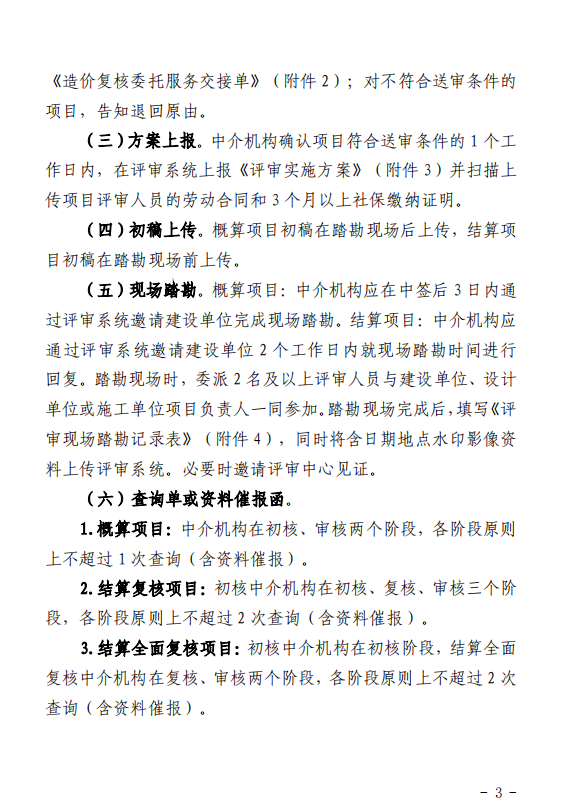 《造价复核委托服务交接单》（附件2）；对不符合送审条件的
项目，告知退回原由。
（三）方案上报。中介机构确认项目符合送审条件的1个工
作日内，在评审系统上报《评审实施方案》（附件3）并扫描上
传项目评审人员的劳动合同和3个月以上社保缴纳证明。
（四）初稿上传。概算项目初稿在踏勘现场后上传，结算项
目初稿在踏勘现场前上传。
（五）现场踏勘。概算项目：中介机构应在中签后3日内通
过评审系统邀请建设单位完成现场踏勘。结算项目：中介机构应
通过评审系统邀请建设单位2个工作日内就现场踏勘时间进行
回复。踏勘现场时，委派2名及以上评审人员与建设单位、设计
单位或施工单位项目负责人一同参加。踏勘现场完成后，填写《评
审现场踏勘记录表》（附件4），同时将含日期地点水印影像资
料上传评审系统。必要时邀请评审中心见证。
（六）查询单或资料催报函。
1.概算项目：中介机构在初核、审核两个阶段，各阶段原则
上不超过1次查询（含资料催报）。
2.结算复核项目：初核中介机构在初核、复核、审核三个阶
段，各阶段原则上不超过2次查询（含资料催报）。
3.结算全面复核项目：初核中介机构在初核阶段，结算全面
复核中介机构在复核、审核两个阶段，各阶段原则上不超过2次
查询（含资料催报）。
- 3 -